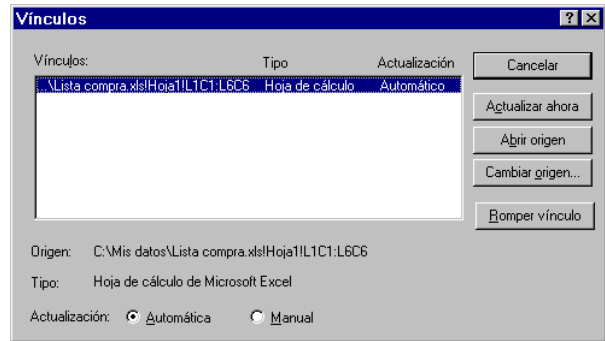 Vínculos
Vínculos: Tipo Actualización
...\Lista compra.xls!Hoja1!L1C1:L6C6 Hoja de cálculo Automático
Cancelar
Actualizar ahora
Abrir origen
Cambiar origen...
Romper vínculo
Origen: C:\Mis datos\Lista compra.xls!Hoja1!L1C1:L6C6
Tipo: Hoja de cálculo de Microsoft Excel
Actualización: Automática Manual